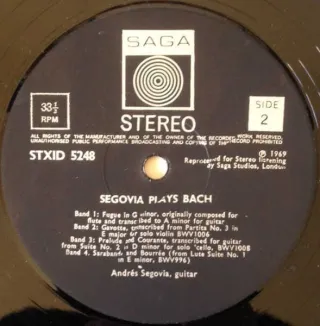 SAGA
33⅓
RPM
STEREO
SIDE
2
ALL RIGHTS OF THE MANUFACTURER AND OF THE OWNER OF THE RECORDED WORK RESERVED.
UNAUTHORISED PUBLIC PERFORMANCE BROADCASTING AND COPYING OF THIS RECORD PROHIBITED
STXID 5248
℗ 1969
Reprocessed for Stereo listening
by Saga Studios, London
SEGOVIA PLAYS BACH
Band 1: Fugue in G minor, originally composed for
flute and transcribed to A minor for guitar
Band 2: Gavotte, transcribed from Partita No. 3 in
E major for solo violin BWV1006
Band 3: Prelude and Courante, transcribed for guitar
from Suite No. 2 in D minor for solo 'cello, BWV1008
Band 4. Sarabande and Bourrée (from Lute Suite No. 1
in E minor, BWV996)
Andrés Segovia, guitar